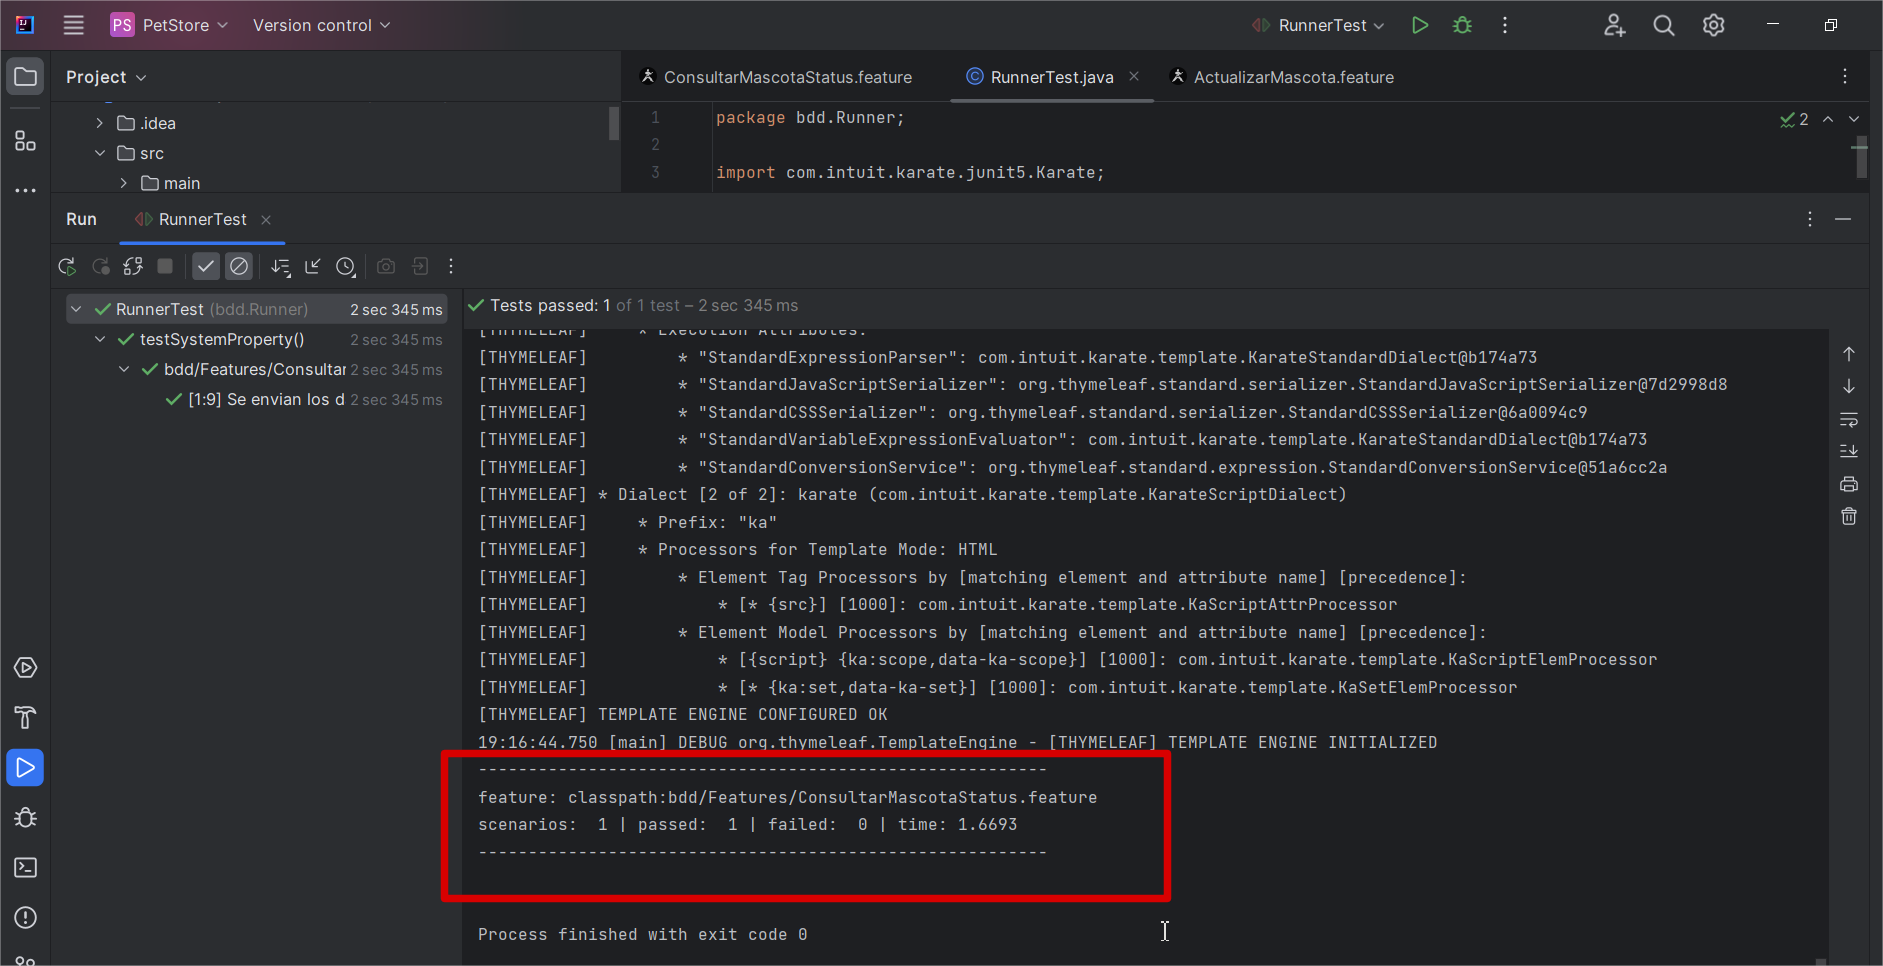 PS PetStore Version control RunnerTest
Project
ConsultarMascotaStatus.feature RunnerTest.java ActualizarMascota.feature
.idea
src
main
1 package bdd.Runner;
2
3 import com.intuit.karate.junit5.Karate;
2
Run RunnerTest
RunnerTest (bdd.Runner) 2 sec 345 ms
testSystemProperty() 2 sec 345 ms
bdd/Features/Consultar 2 sec 345 ms
[1:9] Se envian los d 2 sec 345 ms
Tests passed: 1 of 1 test – 2 sec 345 ms
[THYMELEAF] * Execution Attributes:
[THYMELEAF] * "StandardExpressionParser": com.intuit.karate.template.KarateStandardDialect@b174a73
[THYMELEAF] * "StandardJavaScriptSerializer": org.thymeleaf.standard.serializer.StandardJavaScriptSerializer@7d2998d8
[THYMELEAF] * "StandardCSSSerializer": org.thymeleaf.standard.serializer.StandardCSSSerializer@6a0094c9
[THYMELEAF] * "StandardVariableExpressionEvaluator": com.intuit.karate.template.KarateStandardDialect@b174a73
[THYMELEAF] * "StandardConversionService": org.thymeleaf.standard.expression.StandardConversionService@51a6cc2a
[THYMELEAF] * Dialect [2 of 2]: karate (com.intuit.karate.template.KarateScriptDialect)
[THYMELEAF] * Prefix: "ka"
[THYMELEAF] * Processors for Template Mode: HTML
[THYMELEAF] * Element Tag Processors by [matching element and attribute name] [precedence]:
[THYMELEAF] * [* {src}] [1000]: com.intuit.karate.template.KaScriptAttrProcessor
[THYMELEAF] * Element Model Processors by [matching element and attribute name] [precedence]:
[THYMELEAF] * [{script} {ka:scope,data-ka-scope}] [1000]: com.intuit.karate.template.KaScriptElemProcessor
[THYMELEAF] * [* {ka:set,data-ka-set}] [1000]: com.intuit.karate.template.KaSetElemProcessor
[THYMELEAF] TEMPLATE ENGINE CONFIGURED OK
19:16:44.750 [main] DEBUG org.thymeleaf.TemplateEngine - [THYMELEAF] TEMPLATE ENGINE INITIALIZED
---------------------------------------------------------
feature: classpath:bdd/Features/ConsultarMascotaStatus.feature
scenarios: 1 | passed: 1 | failed: 0 | time: 1.6693
---------------------------------------------------------
Process finished with exit code 0